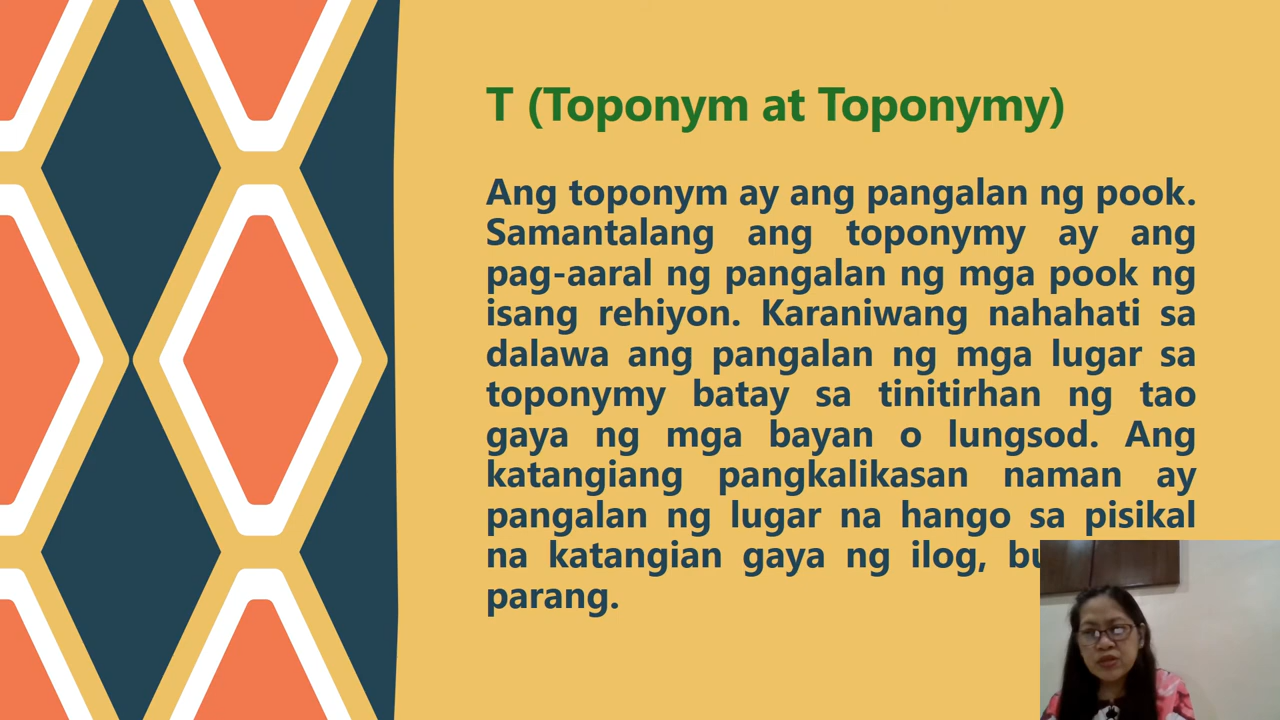 T (Toponym at Toponymy)
Ang toponym ay ang pangalan ng pook.
Samantalang ang toponymy ay ang
pag-aaral ng pangalan ng mga pook ng
isang rehiyon. Karaniwang nahahati sa
dalawa ang pangalan ng mga lugar sa
toponymy batay sa tinitirhan ng tao
gaya ng mga bayan o lungsod. Ang
katangiang pangkalikasan naman ay
pangalan ng lugar na hango sa pisikal
na katangian gaya ng ilog,
parang.